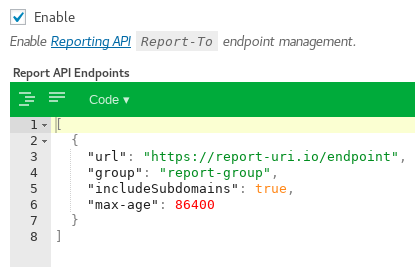 Enable
Enable Reporting API Report-To endpoint management.
Report API Endpoints
Code ▾
1 [
2 {
3 "url": "https://report-uri.io/endpoint",
4 "group": "report-group",
5 "includeSubdomains": true,
6 "max-age": 86400
7 }
8 ]